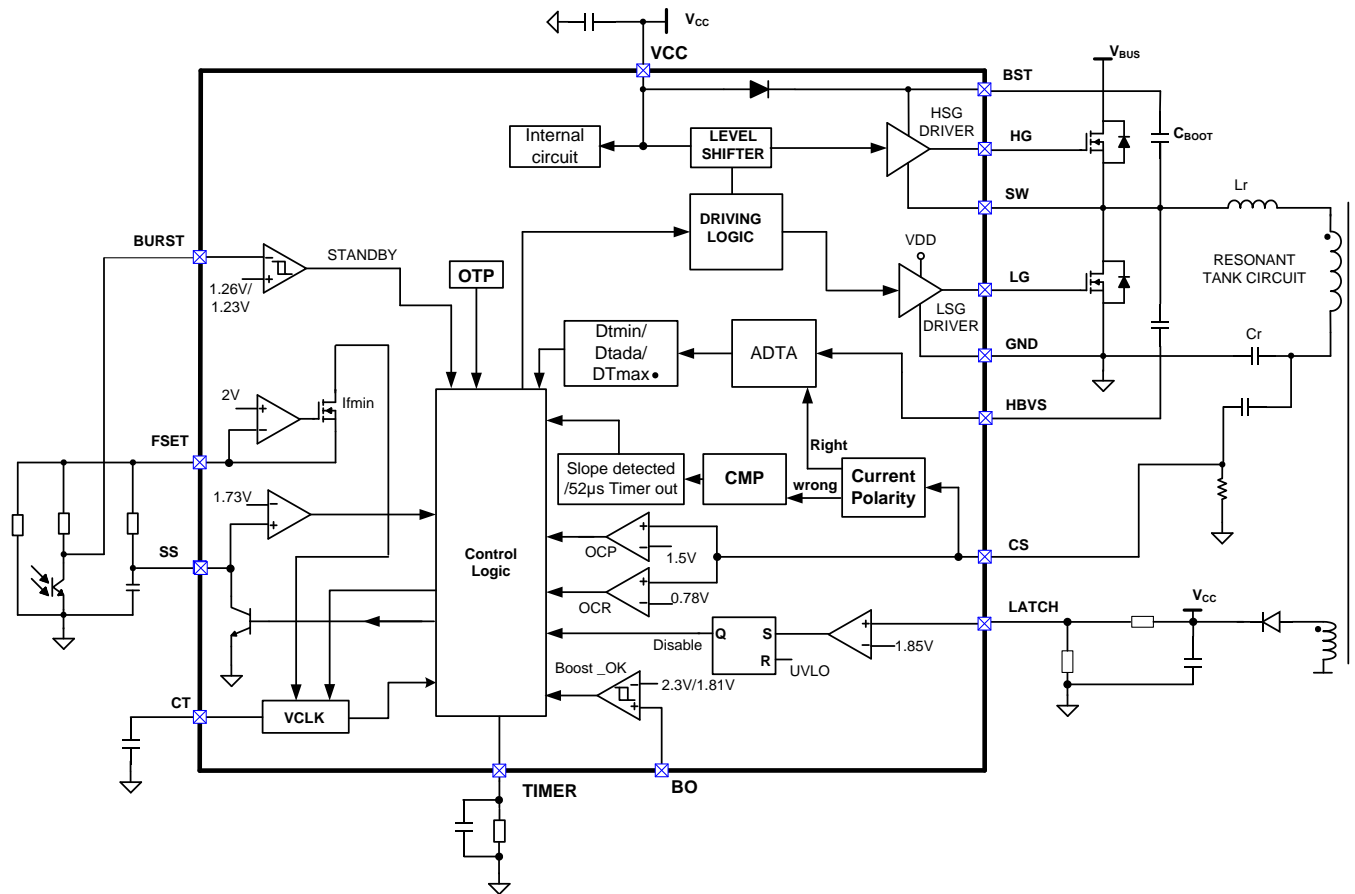 VCC
VCC
VBUS
BST
HSG
DRIVER
Internal
circuit
LEVEL
SHIFTER
HG
CBOOT
SW
Lr
BURST
STANDBY
1.26V/
1.23V
OTP
DRIVING
LOGIC
VDD
LG
LSG
DRIVER
RESONANT
TANK CIRCUIT
GND
Cr
Dtmin/
Dtada/
DTmax●
ADTA
HBVS
2V
Ifmin
FSET
Right
Slope detected
/52µs Timer out
CMP
wrong
Current
Polarity
1.73V
SS
Control
Logic
OCP
1.5V
CS
OCR
0.78V
LATCH
VCC
Disable
Q
S
R
UVLO
1.85V
Boost _OK
2.3V/1.81V
CT
VCLK
TIMER
BO